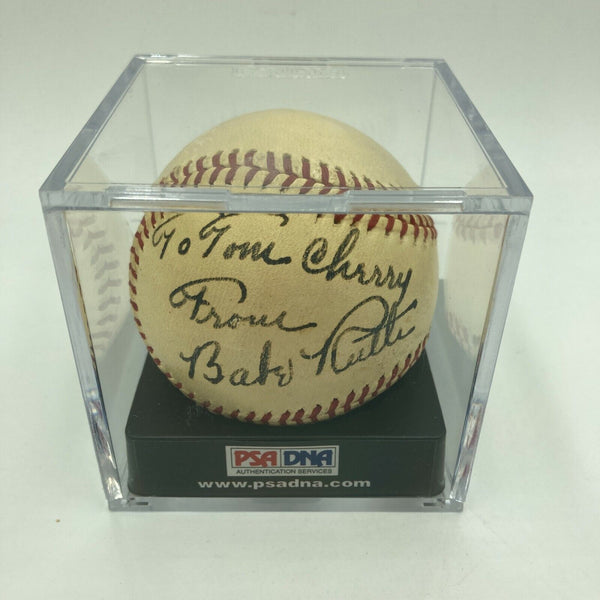 To Tom Cherry
From
Babe Ruth
PSA DNA
AUTHENTICATION SERVICES
www.psadna.com